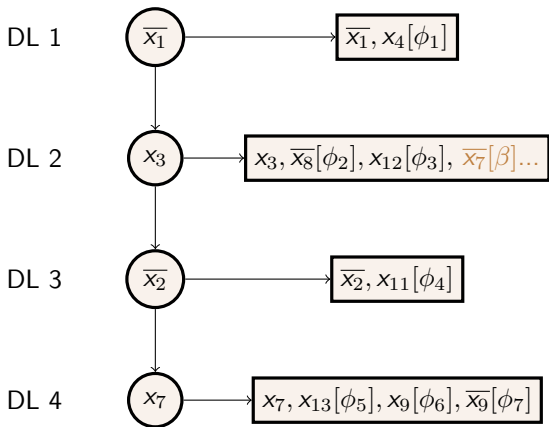 DL 1 x̅₁ x̅₁, x₄[ϕ₁]
DL 2 x₃ x₃, x̅₈[ϕ₂], x₁₂[ϕ₃], x̅₇[β]...
DL 3 x̅₂ x̅₂, x₁₁[ϕ₄]
DL 4 x₇ x₇, x₁₃[ϕ₅], x₉[ϕ₆], x̅₉[ϕ₇]